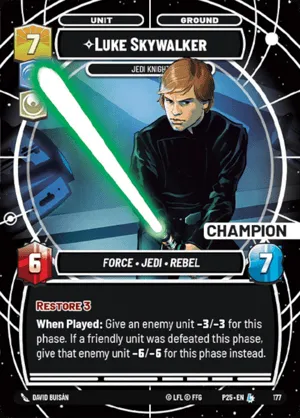 UNIT GROUND
7
LUKE SKYWALKER
JEDI KNIGHT
CHAMPION
6 FORCE • JEDI • REBEL 7
RESTORE 3
When Played: Give an enemy unit -3/-3 for this
phase. If a friendly unit was defeated this phase,
give that enemy unit -6/-6 for this phase instead.
DAVID BUISÁN © LFL © FFG P25 • EN 177